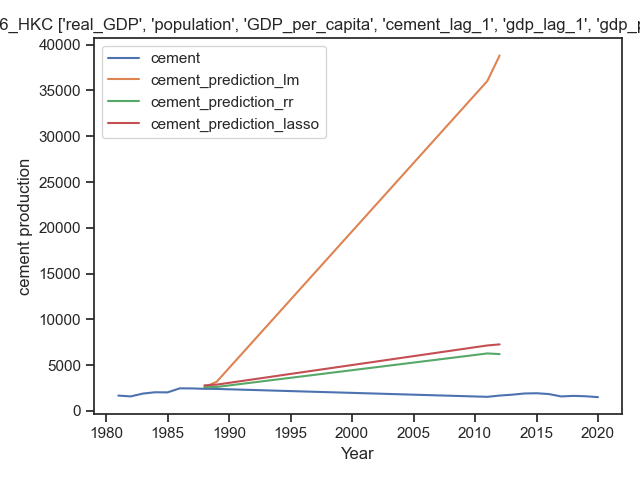 6_HKC ['real_GDP', 'population', 'GDP_per_capita', 'cement_lag_1', 'gdp_lag_1', 'gdp_p
40000
35000
30000
25000
20000
15000
10000
5000
0
cement production
cement
cement_prediction_lm
cement_prediction_rr
cement_prediction_lasso
1980 1985 1990 1995 2000 2005 2010 2015 2020
Year